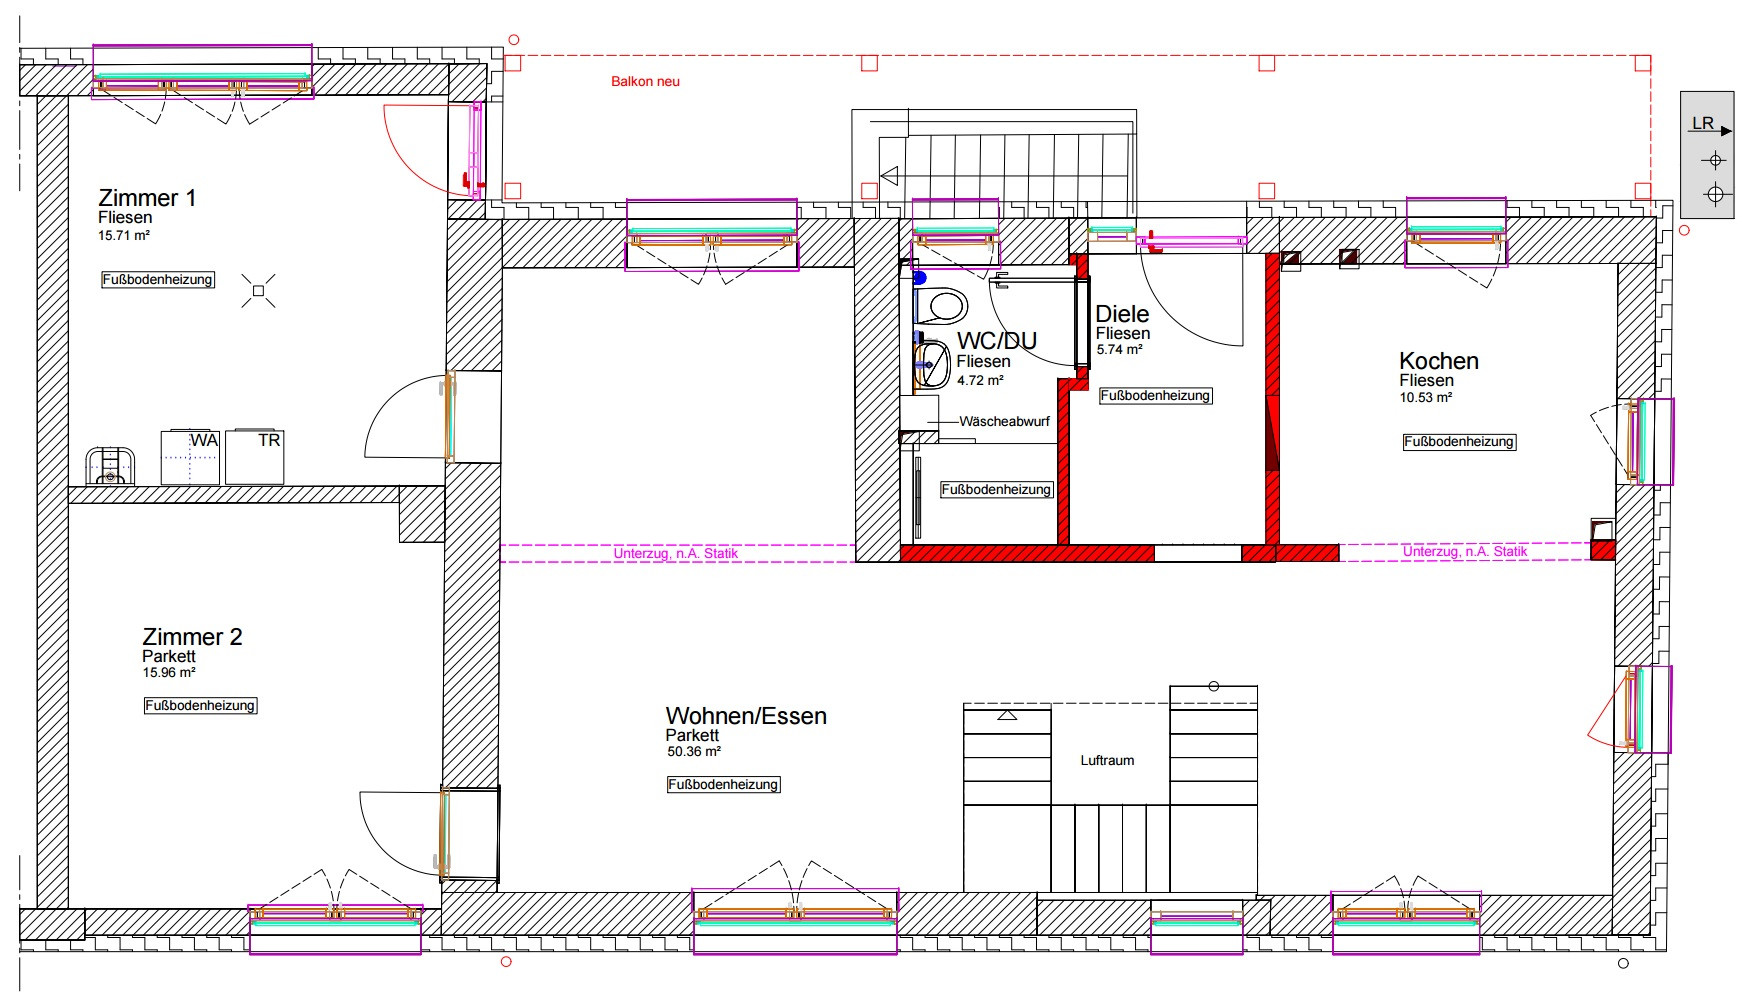 Balkon neu
LR
Zimmer 1
Fliesen
15.71 m²
Fußbodenheizung
WA
TR
WC/DU
Fliesen
4.72 m²
Wäscheabwurf
Fußbodenheizung
Diele
Fliesen
5.74 m²
Fußbodenheizung
Kochen
Fliesen
10.53 m²
Fußbodenheizung
Unterzug, n.A. Statik
Unterzug, n.A. Statik
Zimmer 2
Parkett
15.96 m²
Fußbodenheizung
Wohnen/Essen
Parkett
50.36 m²
Fußbodenheizung
Luftraum